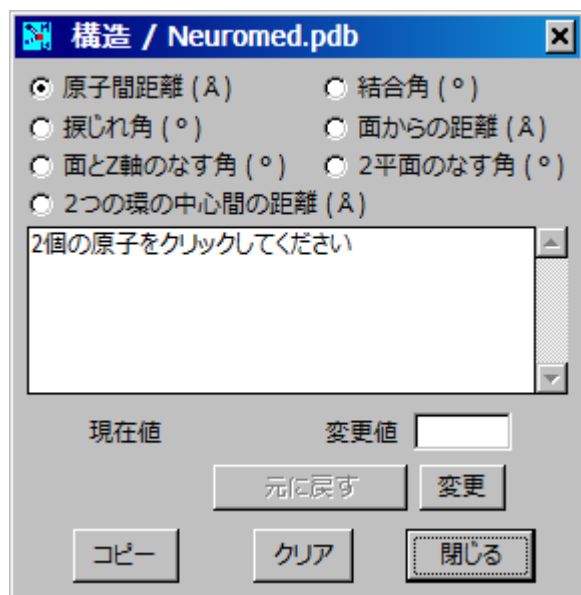 構造 / Neuromed.pdb
原子間距離 (Å) 結合角 (°)
捩じれ角 (°) 面からの距離 (Å)
面とZ軸のなす角 (°) 2平面のなす角 (°)
2つの環の中心間の距離 (Å)
2個の原子をクリックしてください
現在値 変更値
元に戻す 変更
コピー クリア 閉じる